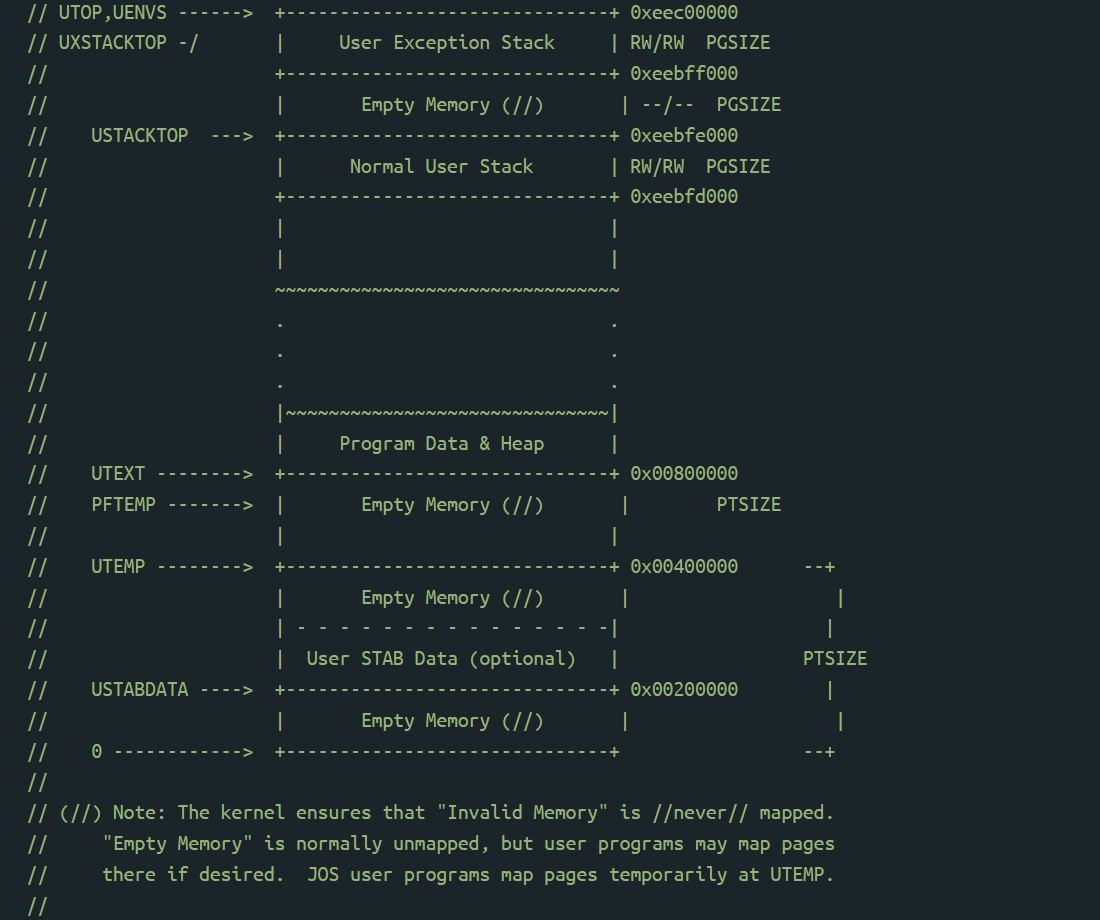 // UTOP,UENVS ------>  +------------------------------+ 0xeec00000
// UXSTACKTOP -/       |     User Exception Stack     | RW/RW  PGSIZE
//                     +------------------------------+ 0xeebff000
//                     |       Empty Memory (//)       | --/--  PGSIZE
//    USTACKTOP  --->  +------------------------------+ 0xeebfe000
//                     |      Normal User Stack       | RW/RW  PGSIZE
//                     +------------------------------+ 0xeebfd000
//                     |                              |
//                     |                              |
//                     ~~~~~~~~~~~~~~~~~~~~~~~~~~~~~~~~
//                     .                              .
//                     .                              .
//                     .                              .
//                     |~~~~~~~~~~~~~~~~~~~~~~~~~~~~~~|
//                     |     Program Data & Heap      |
//    UTEXT -------->  +------------------------------+ 0x00800000
//    PFTEMP ------->  |       Empty Memory (//)       |        PTSIZE
//                     |                              |
//    UTEMP -------->  +------------------------------+ 0x00400000      --+
//                     |       Empty Memory (//)       |                   |
//                     | - - - - - - - - - - - - - - -|                   |
//                     |  User STAB Data (optional)   |                 PTSIZE
//    USTABDATA ---->  +------------------------------+ 0x00200000        |
//                     |       Empty Memory (//)       |                   |
//    0 ------------>  +------------------------------+                 --+
//
// (//) Note: The kernel ensures that "Invalid Memory" is //never// mapped.
//     "Empty Memory" is normally unmapped, but user programs may map pages
//     there if desired.  JOS user programs map pages temporarily at UTEMP.
//